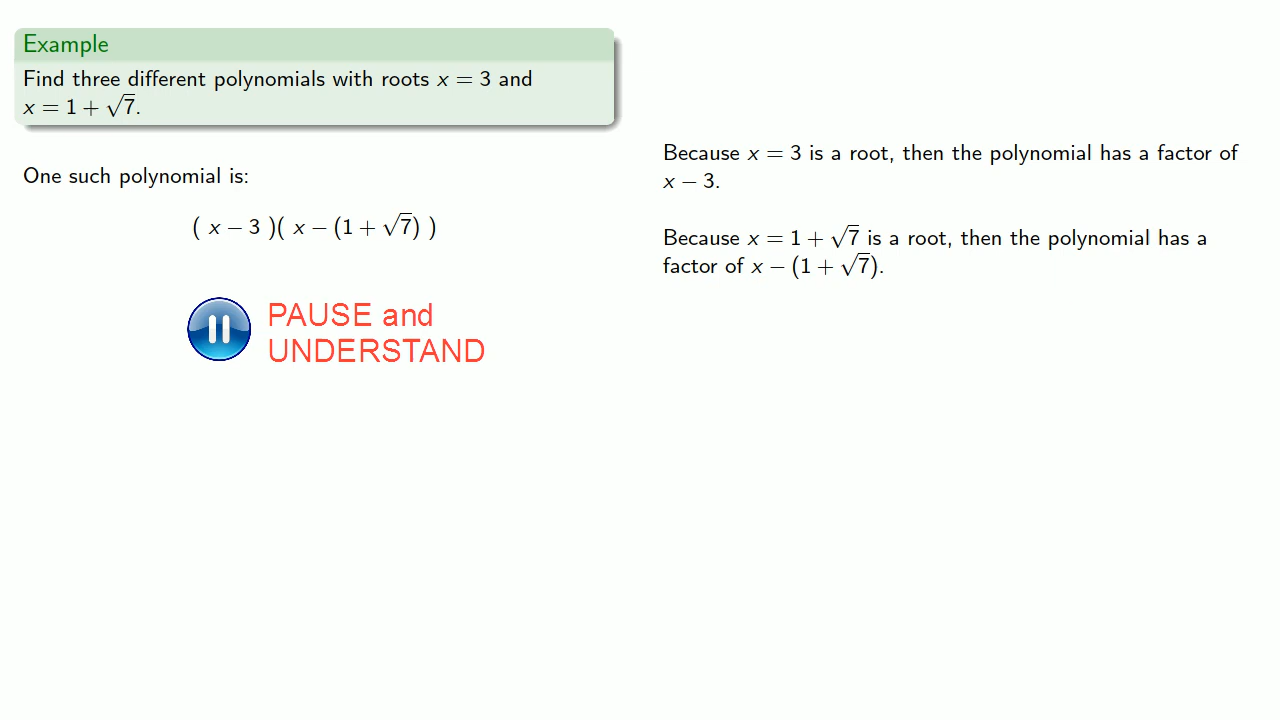 Example
Find three different polynomials with roots x = 3 and
x = 1 + √7.
One such polynomial is:
( x − 3 )( x − (1 + √7) )
PAUSE and
UNDERSTAND
Because x = 3 is a root, then the polynomial has a factor of
x − 3.
Because x = 1 + √7 is a root, then the polynomial has a
factor of x − (1 + √7).